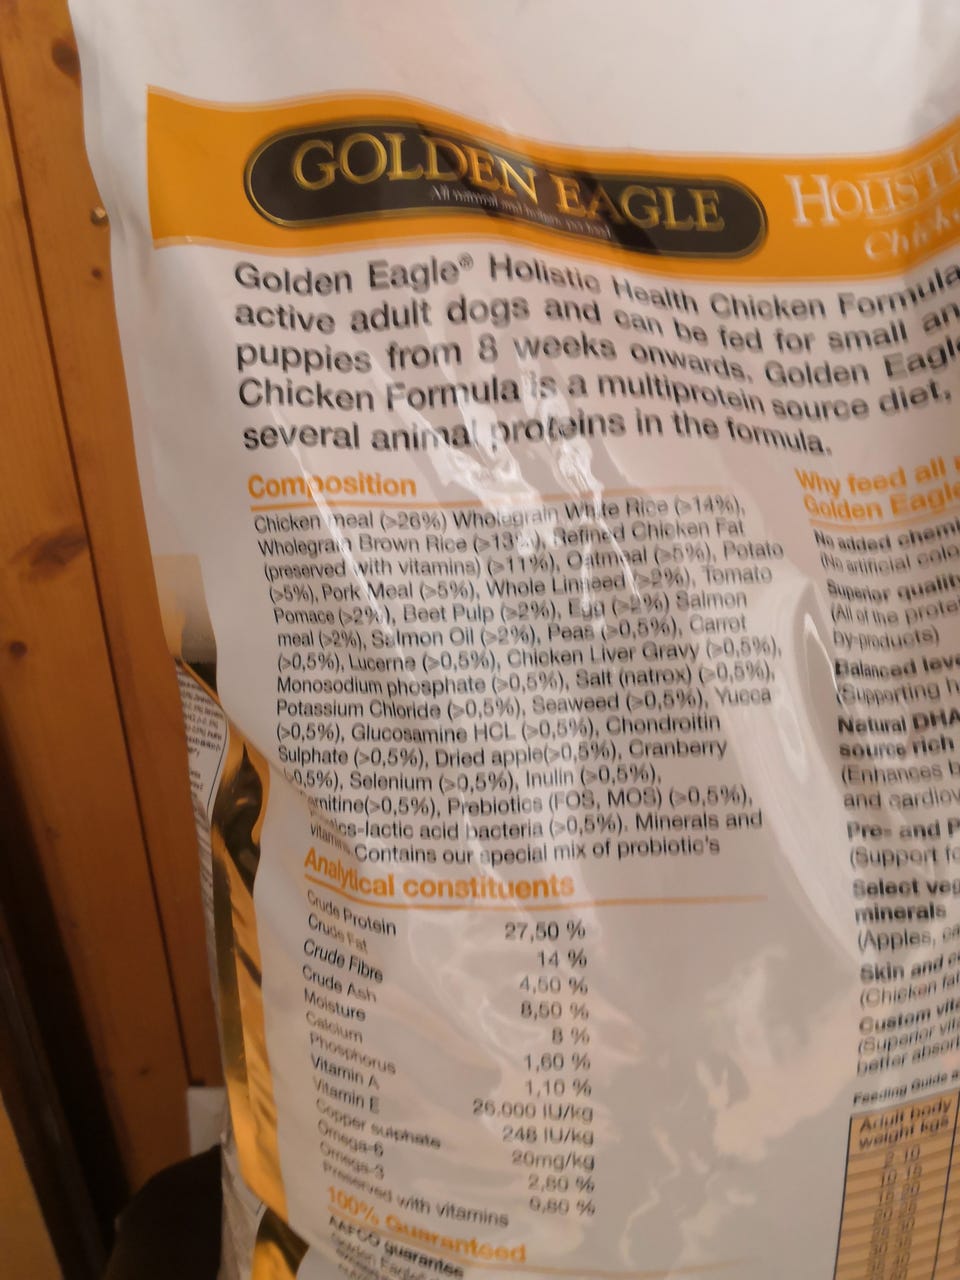 GOLDEN EAGLE
HOLISTI
Golden Eagle® Holistic Health Chicken Formula
active adult dogs and can be fed for small an
puppies from 8 weeks onwards. Golden Eagl
Chicken Formula is a multiprotein source diet,
several animal proteins in the formula.
Composition
Chicken meal (>26%) Wholegrain White Rice (>14%),
Wholegrain Brown Rice (>13%), Refined Chicken Fat
(preserved with vitamins) (>11%), Oatmeal (>5%), Potato
(>5%), Pork Meal (>5%), Whole Linseed (>2%), Tomato
Pomace (>2%), Beet Pulp (>2%), Egg (>2%) Salmon
meal (>2%), Salmon Oil (>2%), Peas (>0,5%), Carrot
(>0,5%), Lucerne (>0,5%), Chicken Liver Gravy (>0,5%),
Monosodium phosphate (>0,5%), Salt (natrox) (>0,5%),
Potassium Chloride (>0,5%), Seaweed (>0,5%), Yucca
(>0,5%), Glucosamine HCL (>0,5%), Chondroitin
Sulphate (>0,5%), Dried apple(>0,5%), Cranberry
0,5%), Selenium (>0,5%), Inulin (>0,5%),
arnitine(>0,5%), Prebiotics (FOS, MOS) (>0,5%),
tics-lactic acid bacteria (>0,5%). Minerals and
vitamins. Contains our special mix of probiotic's
Analytical constituents
Crude Protein 27,50 %
Crude Fat 14 %
Crude Fibre 4,50 %
Crude Ash 8,50 %
Moisture 8 %
Calcium 1,60 %
Phosphorus 1,10 %
Vitamin A 26.000 IU/kg
Vitamin E 248 IU/kg
Copper sulphate 20mg/kg
Omega-6 2,80 %
Omega-3 0,80 %
Preserved with vitamins
100% Guaranteed
AAFCO guarantee
Why feed all
Golden Eagle
No added chemi
(No artificial colo
Superior qualit
(All of the prote
by-products)
Balanced leve
(Supporting h
Natural DHA
source rich
(Enhances b
and cardiov
Pre- and P
(Support fo
Select veg
minerals
(Apples, ca
Skin and c
(Chicken fat
Custom vit
(Superior vit
better absor
Feeding Guide
Adult body
weight kgs
2 10